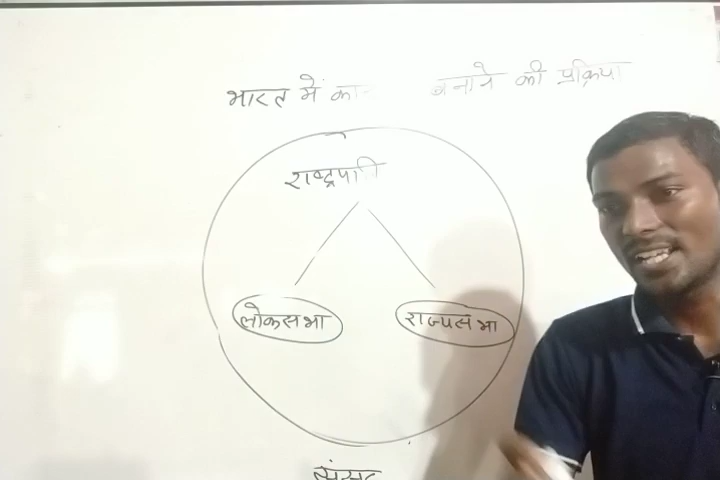 भारत में बनाने की प्रक्रिया
राष्ट्रपति
लोकसभा राज्यसभा
संसद